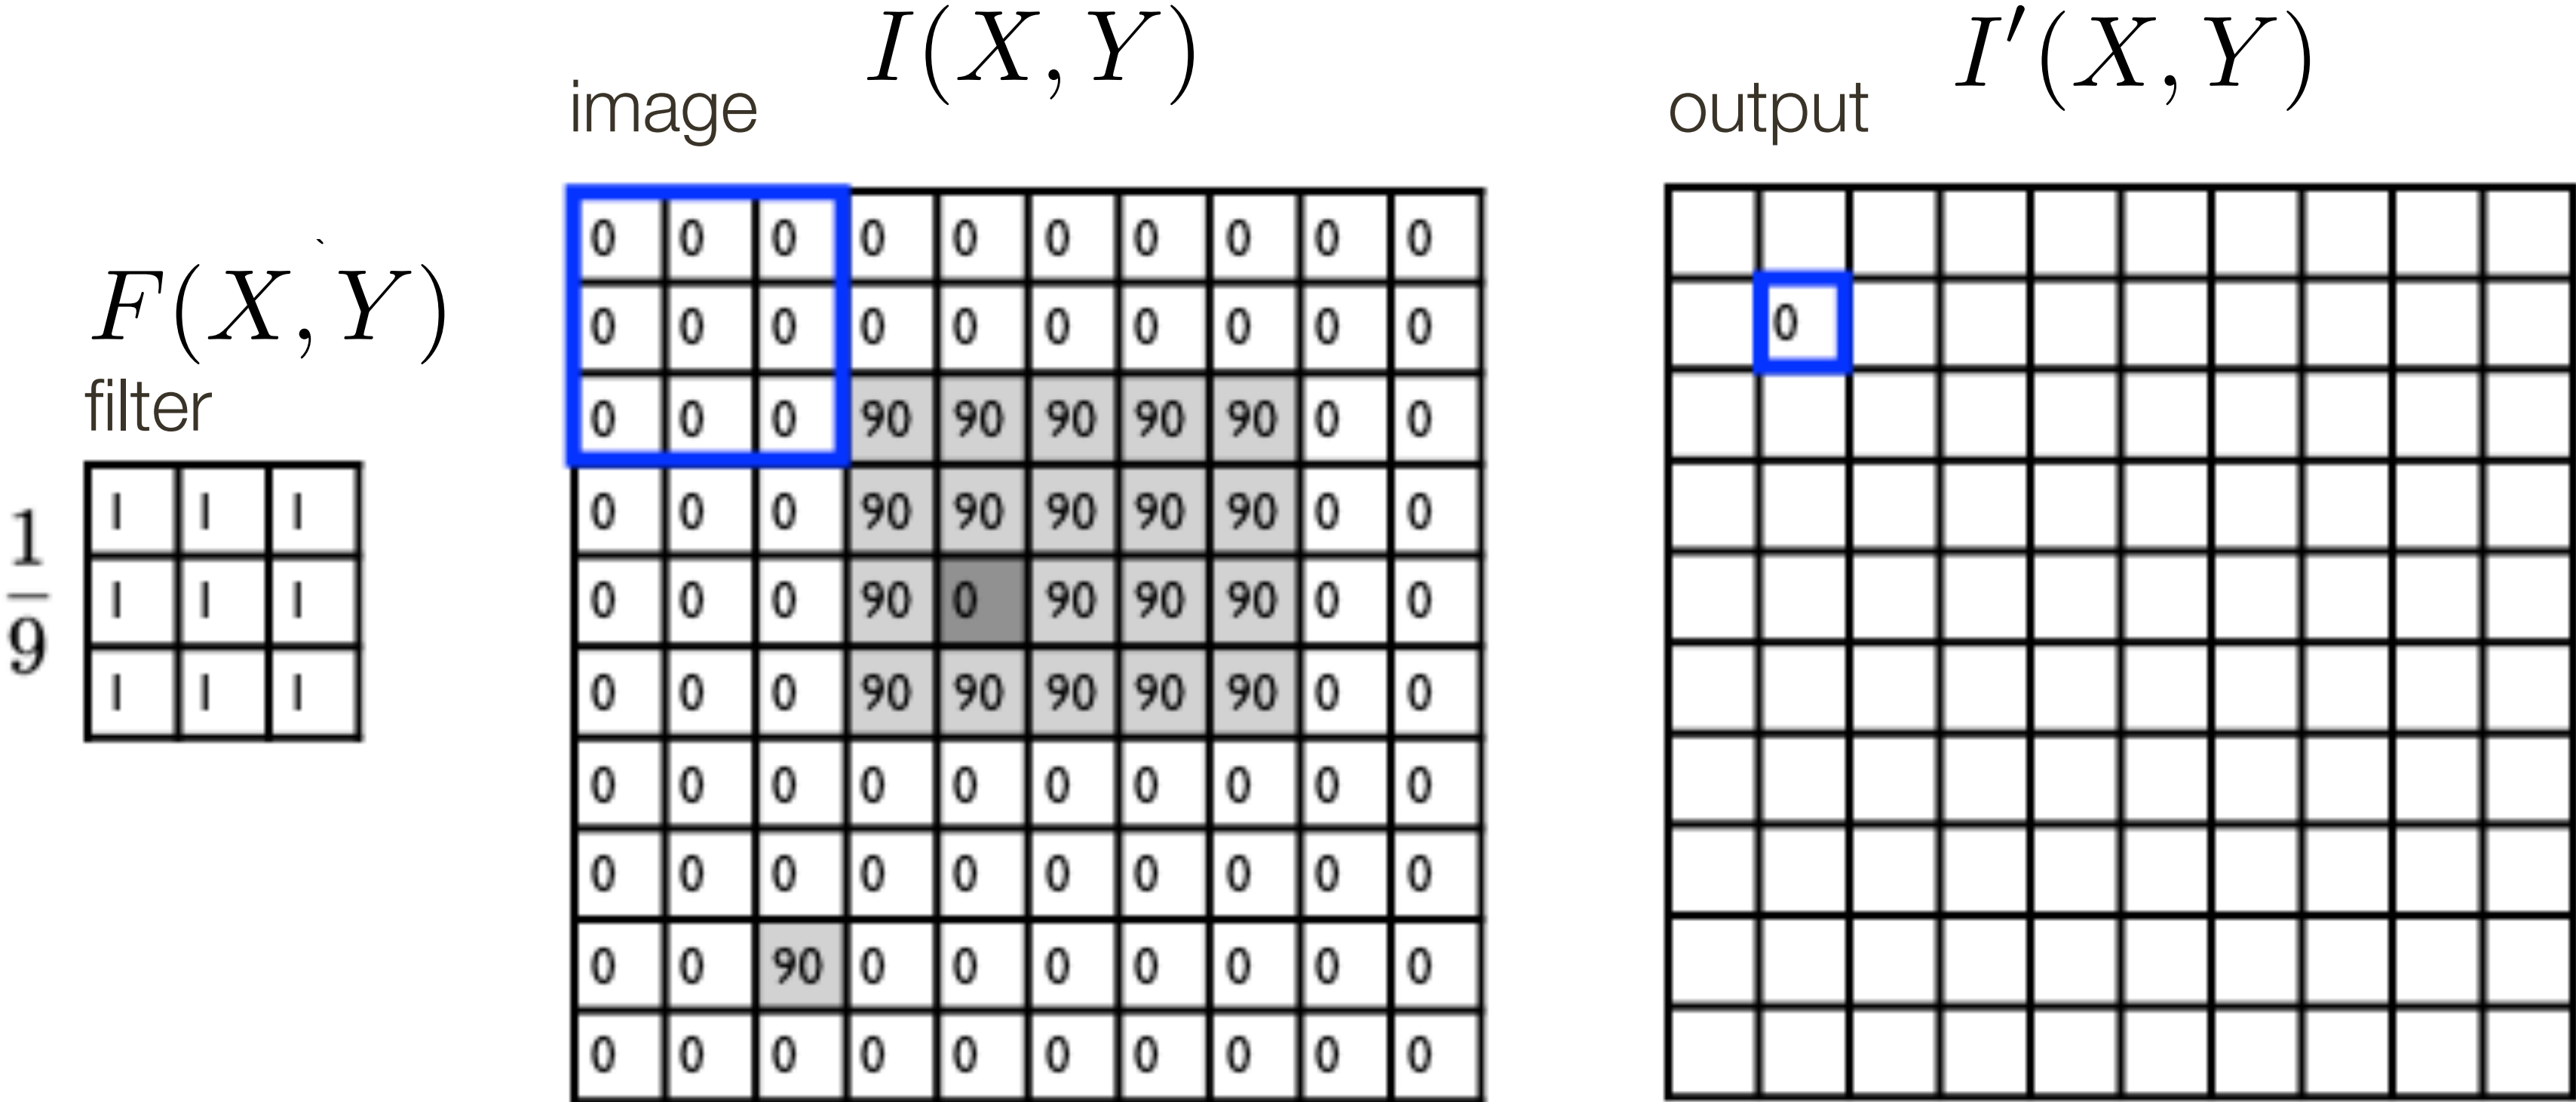 I(X, Y)
I′(X, Y)
image
output
F(X, Y)
filter
1
9
1 1 1
1 1 1
1 1 1
0 0 0 0 0 0 0 0 0 0
0 0 0 0 0 0 0 0 0 0
0 0 0 90 90 90 90 90 0 0
0 0 0 90 90 90 90 90 0 0
0 0 0 90 0 90 90 90 0 0
0 0 0 90 90 90 90 90 0 0
0 0 0 0 0 0 0 0 0 0
0 0 0 0 0 0 0 0 0 0
0 0 90 0 0 0 0 0 0 0
0 0 0 0 0 0 0 0 0 0
0